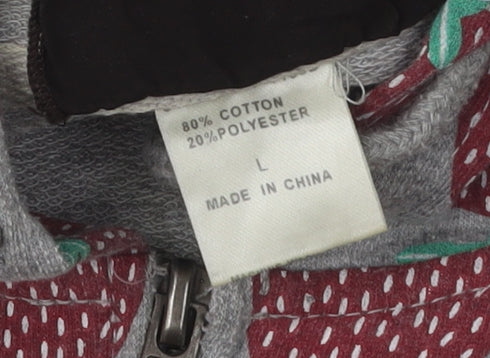 80% COTTON
20%POLYESTER
L
MADE IN CHINA